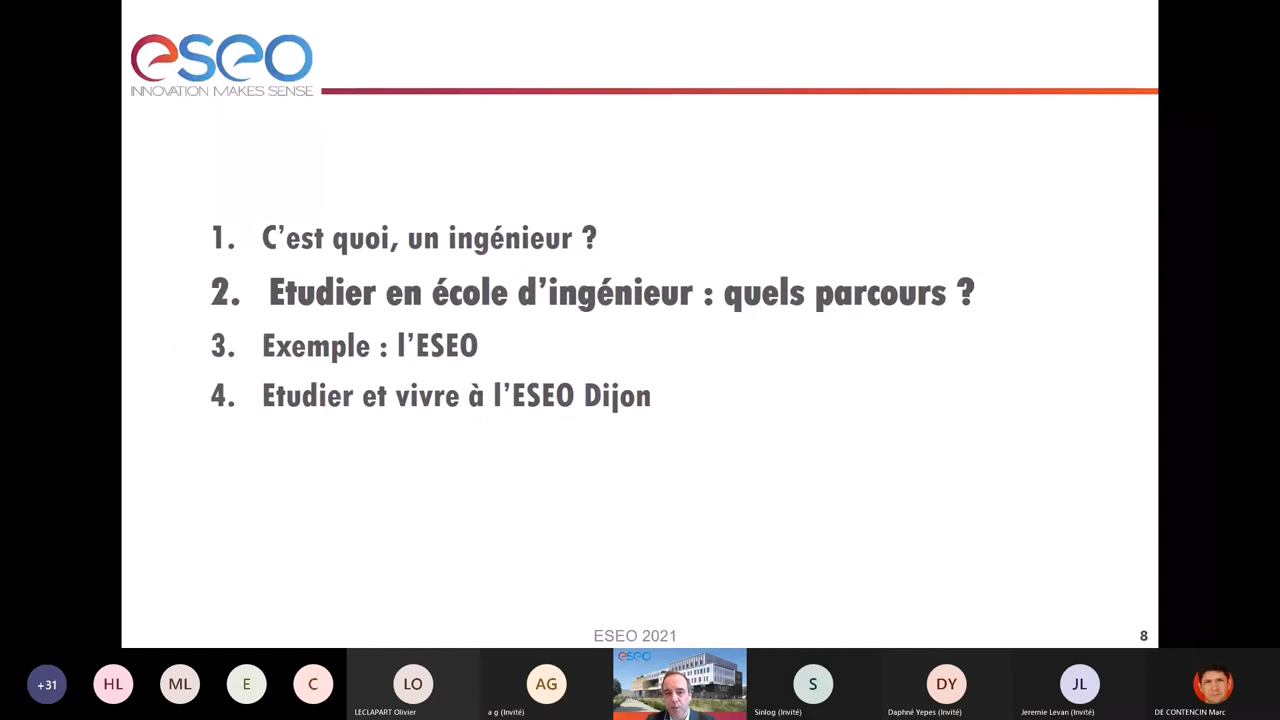 eseo
INNOVATION MAKES SENSE
1. C'est quoi, un ingénieur ?
2. Etudier en école d'ingénieur : quels parcours ?
3. Exemple : l'ESEO
4. Etudier et vivre à l'ESEO Dijon
ESEO 2021
8
+31
HL
ML
E
C
LO
LECLAPART Olivier
AG
a g (Invité)
eseo
S
Sinlog (Invité)
DY
Daphné Yepes (Invité)
JL
Jeremie Levan (Invité)
DE CONTENCIN Marc